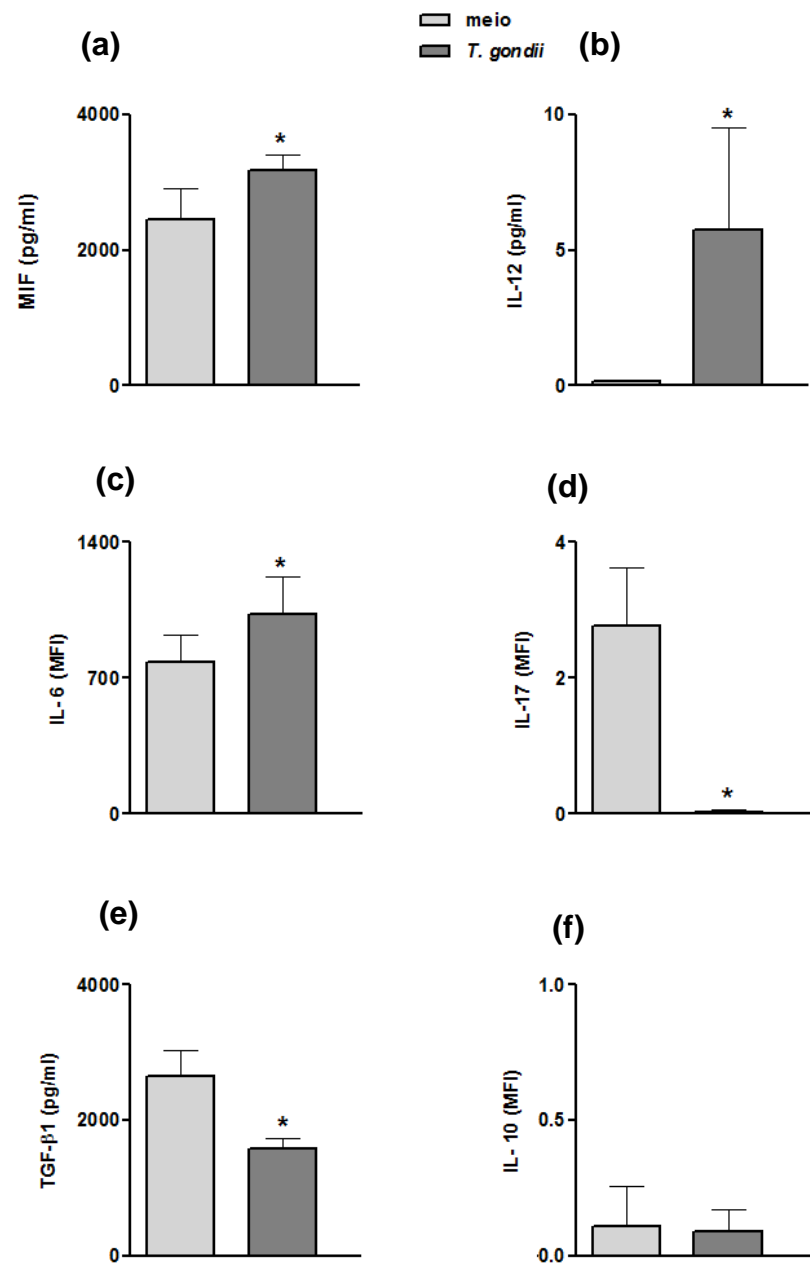 meio
T. gondii
(a)
(b)
4000
2000
0
MIF (pg/ml)
*
10
5
0
IL-12 (pg/ml)
*
(c)
(d)
1400
700
0
IL-6 (MFI)
*
4
2
0
IL-17 (MFI)
*
(e)
(f)
4000
2000
0
TGF-β1 (pg/ml)
*
1.0
0.5
0.0
IL- 10 (MFI)